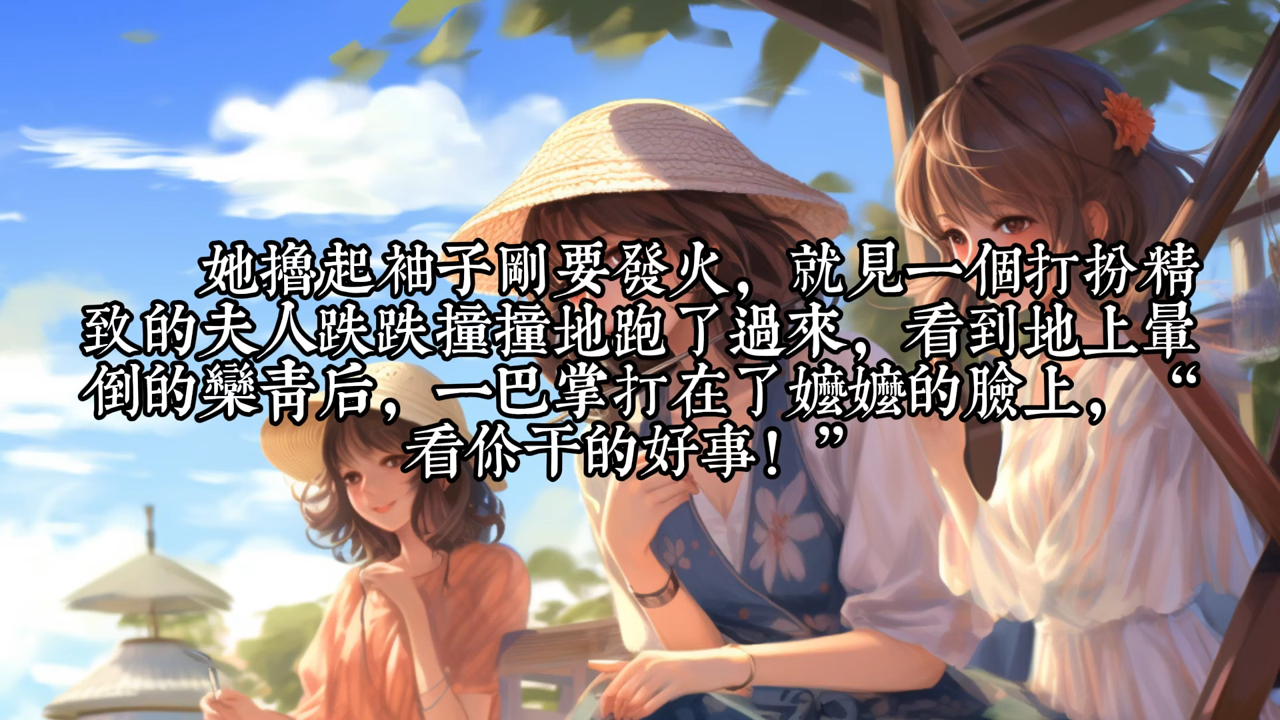 她擼起袖子剛要發火，就見一個打扮精
致的夫人跌跌撞撞地跑了過來，看到地上暈
倒的欒青后，一巴掌打在了嬤嬤的臉上，“
看你干的好事！”